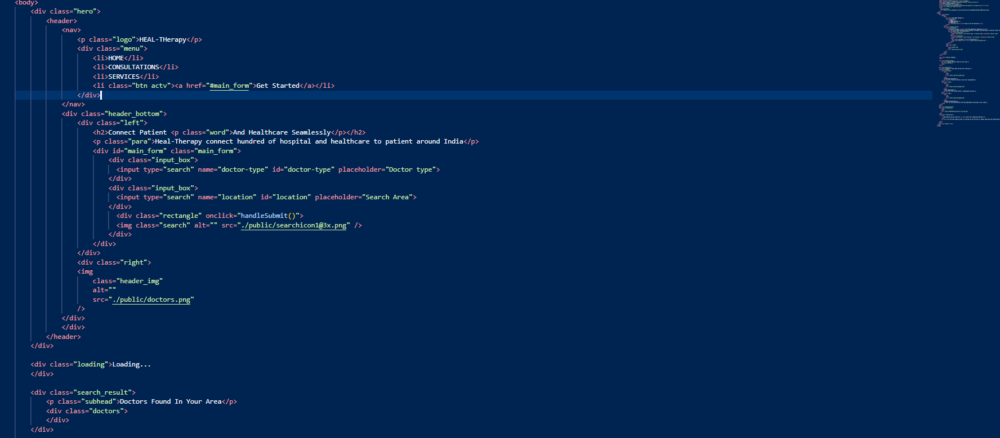 <body>
<div class="hero">
<header>
<nav>
<p class="logo">HEAL-THerapy</p>
<div class="menu">
<li>HOME</li>
<li>CONSULTATIONS</li>
<li>SERVICES</li>
<li class="btn actv"><a href="#main_form">Get Started</a></li>
</div>
</nav>
<div class="header_bottom">
<div class="left">
<h2>Connect Patient <p class="word">And Healthcare Seamlessly</p></h2>
<p class="para">Heal-Therapy connect hundred of hospital and healthcare to patient around India</p>
<div id="main_form" class="main_form">
<div class="input_box">
<input type="search" name="doctor-type" id="doctor-type" placeholder="Doctor type">
</div>
<div class="input_box">
<input type="search" name="location" id="location" placeholder="Search Area">
</div>
<div class="rectangle" onclick="handleSubmit()">
<img class="search" alt="" src="./public/searchicon1@3x.png" />
</div>
</div>
</div>
<div class="right">
<img
class="header_img"
alt=""
src="./public/doctors.png"
/>
</div>
</div>
</header>
</div>
<div class="loading">Loading...
</div>
<div class="search_result">
<p class="subhead">Doctors Found In Your Area</p>
<div class="doctors">
</div>
</div>